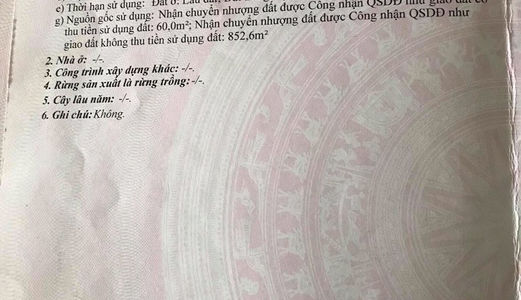 e) Thời hạn sử dụng: Đất ở: Lâu dài,
g) Nguồn gốc sử dụng: Nhận chuyển nhượng đất được Công nhận QSDĐ như giao đất có
thu tiền sử dụng đất: 60,0m²; Nhận chuyển nhượng đất được Công nhận QSDĐ như
giao đất không thu tiền sử dụng đất: 852,6m²
2. Nhà ở: -/-.
3. Công trình xây dựng khác: -/-.
4. Rừng sản xuất là rừng trồng:-/-.
5. Cây lâu năm: -/-.
6. Ghi chú: Không.